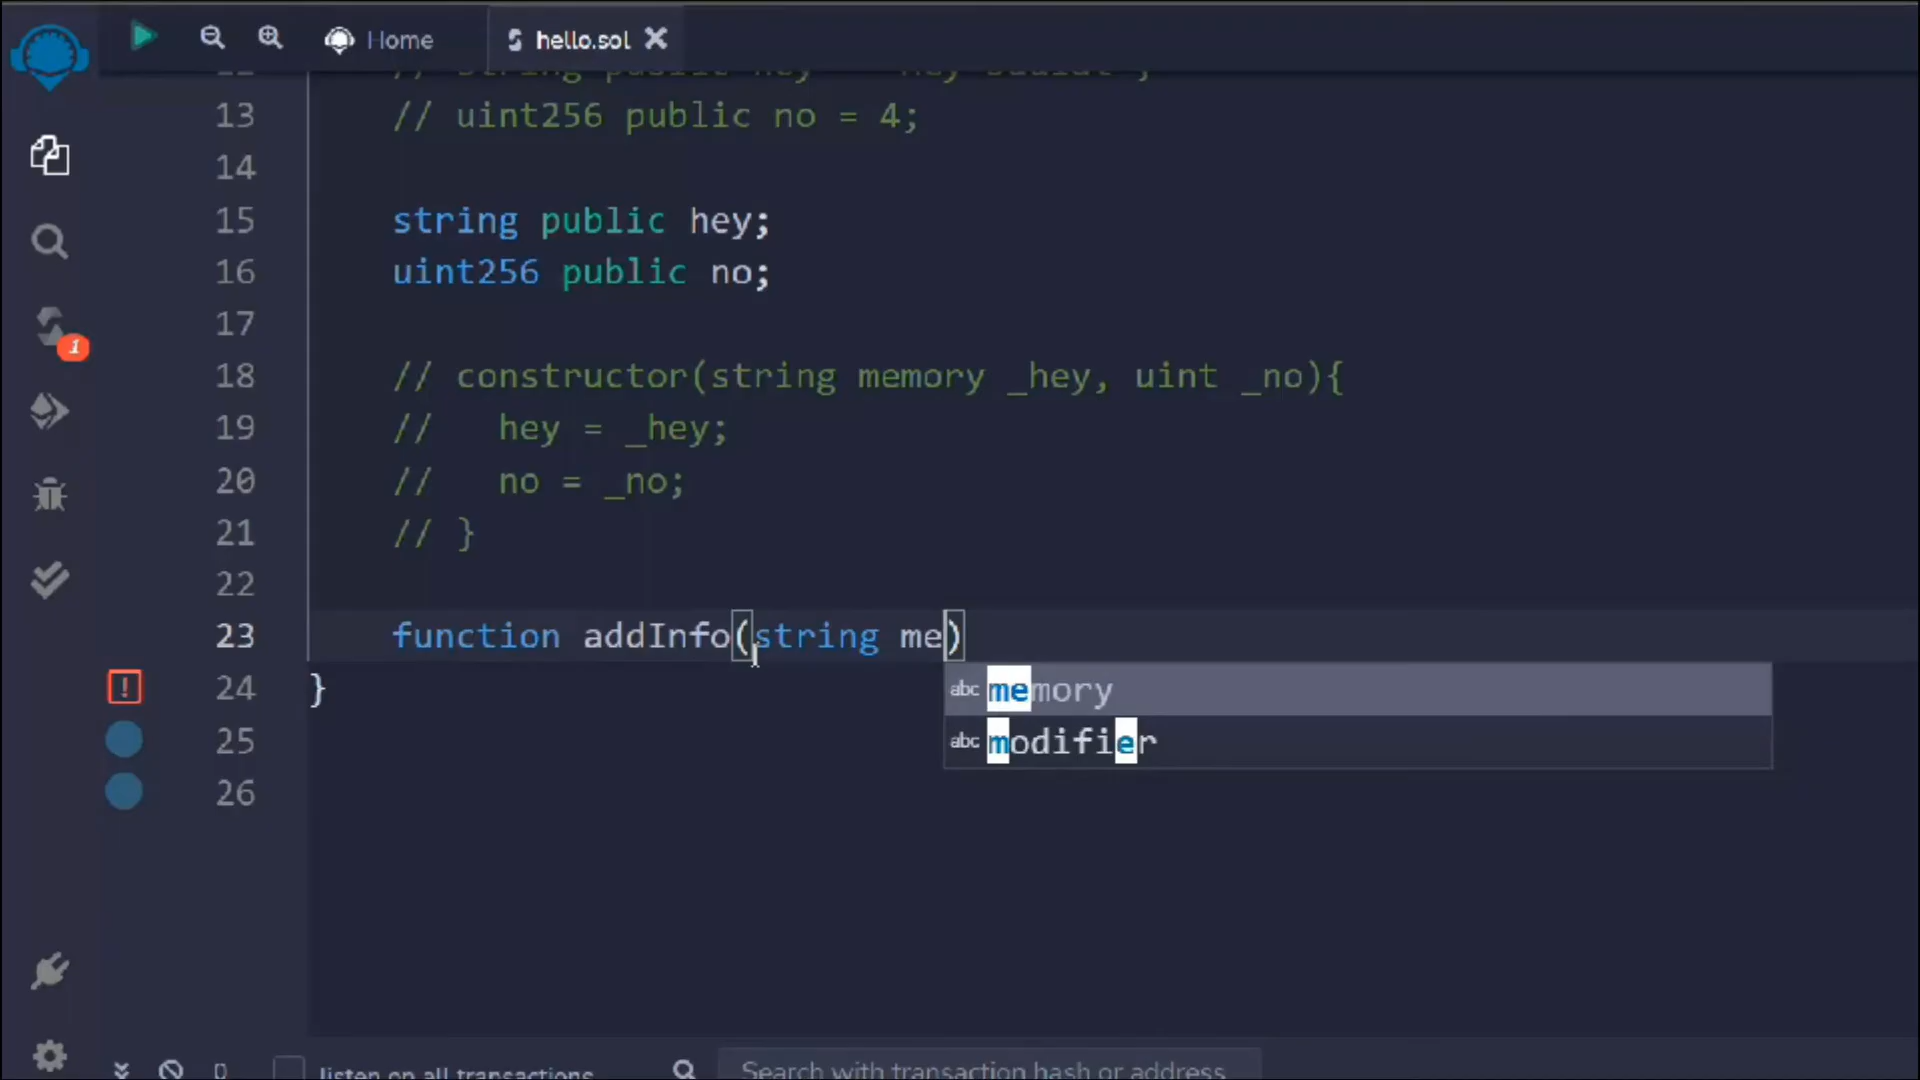 Home
hello.sol
13 // uint256 public no = 4;
14
15 string public hey;
16 uint256 public no;
17
18 // constructor(string memory _hey, uint _no){
19 //   hey = _hey;
20 //   no = _no;
21 // }
22
23 function addInfo(string me)
abc memory
abc modifier
24 }
25
26
1
0 listen on all transactions Search with transaction hash or address